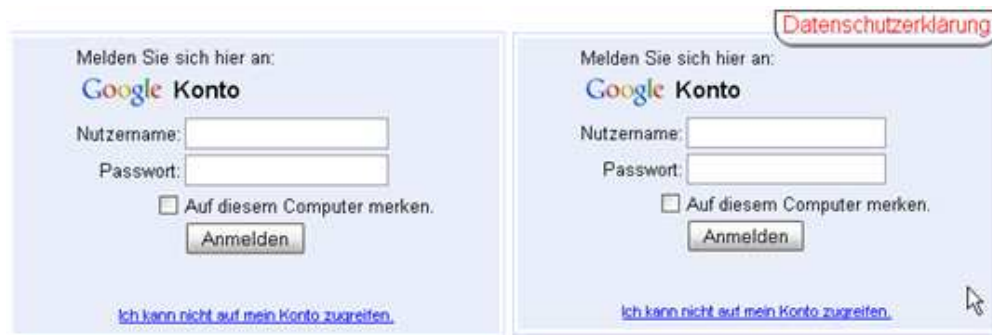 Melden Sie sich hier an:
Google Konto
Nutzername:
Passwort:
Auf diesem Computer merken.
Anmelden
Ich kann nicht auf mein Konto zugreifen.
Datenschutzerklärung
Melden Sie sich hier an:
Google Konto
Nutzername:
Passwort:
Auf diesem Computer merken.
Anmelden
Ich kann nicht auf mein Konto zugreifen.